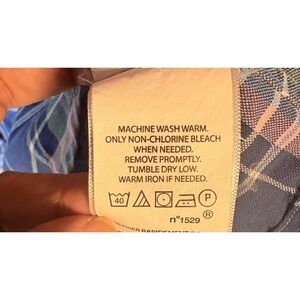 MACHINE WASH WARM.
ONLY NON-CHLORINE BLEACH
WHEN NEEDED.
REMOVE PROMPTLY.
TUMBLE DRY LOW.
WARM IRON IF NEEDED.
40 P
n°1529 ®
RAPIDEMENT